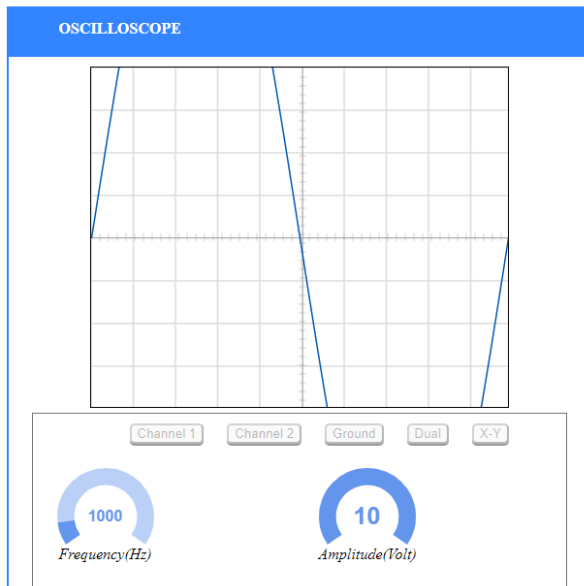 OSCILLOSCOPE
Channel 1 Channel 2 Ground Dual X-Y
1000 10
Frequency(Hz) Amplitude(Volt)